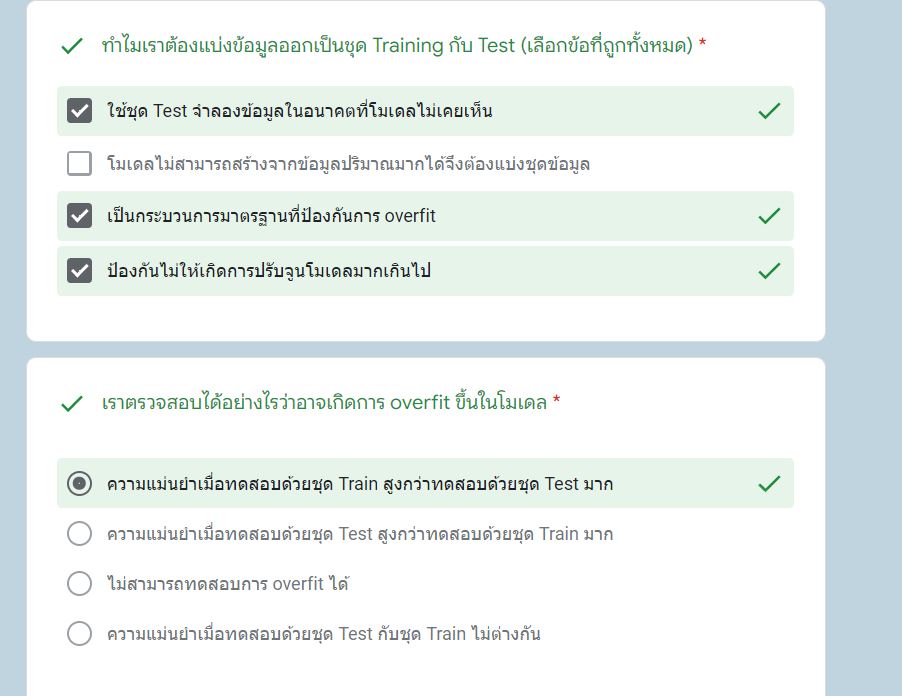 ทำไมเราต้องแบ่งข้อมูลออกเป็นชุด Training กับ Test (เลือกข้อที่ถูกทั้งหมด) *
ใช้ชุด Test จำลองข้อมูลในอนาคตที่โมเดลไม่เคยเห็น
โมเดลไม่สามารถสร้างจากข้อมูลปริมาณมากได้จึงต้องแบ่งชุดข้อมูล
เป็นกระบวนการมาตรฐานที่ป้องกันการ overfit
ป้องกันไม่ให้เกิดการปรับจูนโมเดลมากเกินไป
เราตรวจสอบได้อย่างไรว่าอาจเกิดการ overfit ขึ้นในโมเดล *
ความแม่นยำเมื่อทดสอบด้วยชุด Train สูงกว่าทดสอบด้วยชุด Test มาก
ความแม่นยำเมื่อทดสอบด้วยชุด Test สูงกว่าทดสอบด้วยชุด Train มาก
ไม่สามารถทดสอบการ overfit ได้
ความแม่นยำเมื่อทดสอบด้วยชุด Test กับชุด Train ไม่ต่างกัน